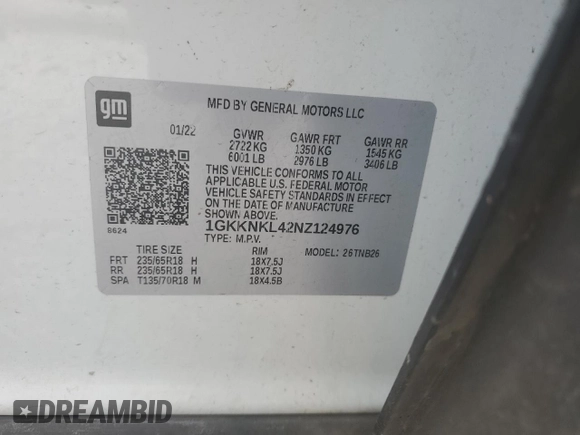 gm
MFD BY GENERAL MOTORS LLC
01/22 GVWR GAWR FRT GAWR RR
2722 KG 1350 KG 1545 KG
6001 LB 2976 LB 3406 LB
THIS VEHICLE CONFORMS TO ALL
APPLICABLE U.S. FEDERAL MOTOR
VEHICLE SAFETY STANDARDS IN EFFECT
ON THE DATE OF MANUFACTURE
SHOWN ABOVE.
8624
1GKKNKL42NZ124976
TYPE: M.P.V. MODEL: 26TNB26
TIRE SIZE RIM
FRT 235/65R18 H 18X7.5J
RR 235/65R18 H 18X7.5J
SPA T135/70R18 M 18X4.5B
DREAMBID